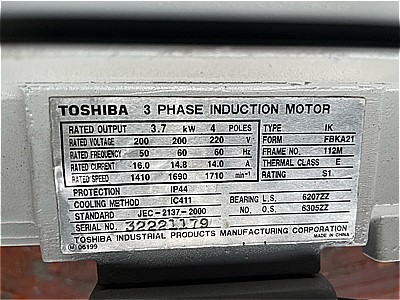 TOSHIBA 3 PHASE INDUCTION MOTOR
RATED OUTPUT 3.7 kW 4 POLES TYPE IK
RATED VOLTAGE 200 200 220 V FORM FBKA21
RATED FREQUENCY 50 60 60 Hz FRAME NO. 112M
RATED CURRENT 16.0 14.8 14.0 A THERMAL CLASS E
RATED SPEED 1410 1690 1710 min⁻¹ RATING S1
PROTECTION IP44
COOLING METHOD IC411 BEARING L.S. 6207ZZ
STANDARD JEC-2137-2000 NO. O.S. 6305ZZ
SERIAL NO. 32221179
TOSHIBA INDUSTRIAL PRODUCTS MANUFACTURING CORPORATION
06199 MADE IN CHINA